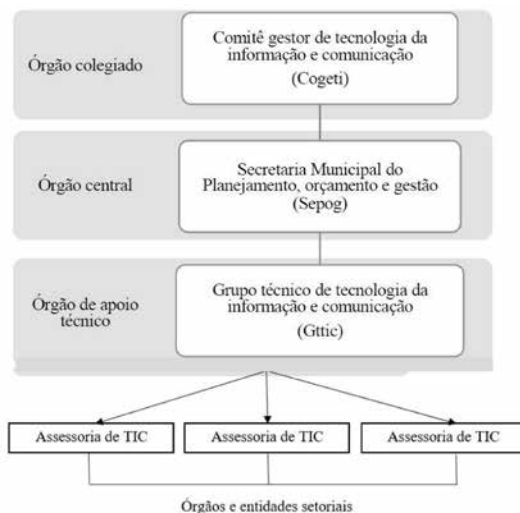 Órgão colegiado
Comitê gestor de tecnologia da
informação e comunicação
(Cogeti)
Órgão central
Secretaria Municipal do
Planejamento, orçamento e gestão
(Sepog)
Órgão de apoio
técnico
Grupo técnico de tecnologia da
informação e comunicação
(Gttic)
Assessoria de TIC
Assessoria de TIC
Assessoria de TIC
Órgãos e entidades setoriais